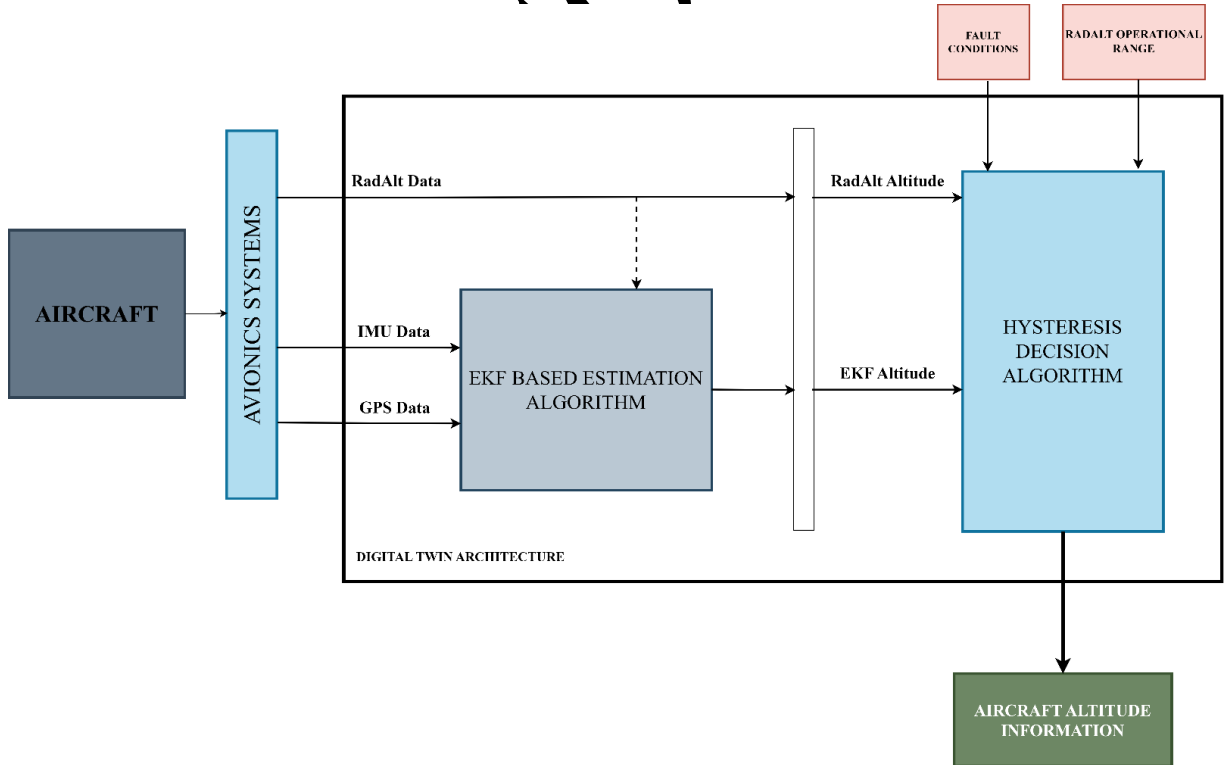 FAULT
CONDITIONS
RADALT OPERATIONAL
RANGE
RadAlt Data
RadAlt Altitude
AIRCRAFT
AVIONICS SYSTEMS
IMU Data
GPS Data
EKF BASED ESTIMATION
ALGORITHM
EKF Altitude
HYSTERESIS
DECISION
ALGORITHM
DIGITAL TWIN ARCHITECTURE
AIRCRAFT ALTITUDE
INFORMATION